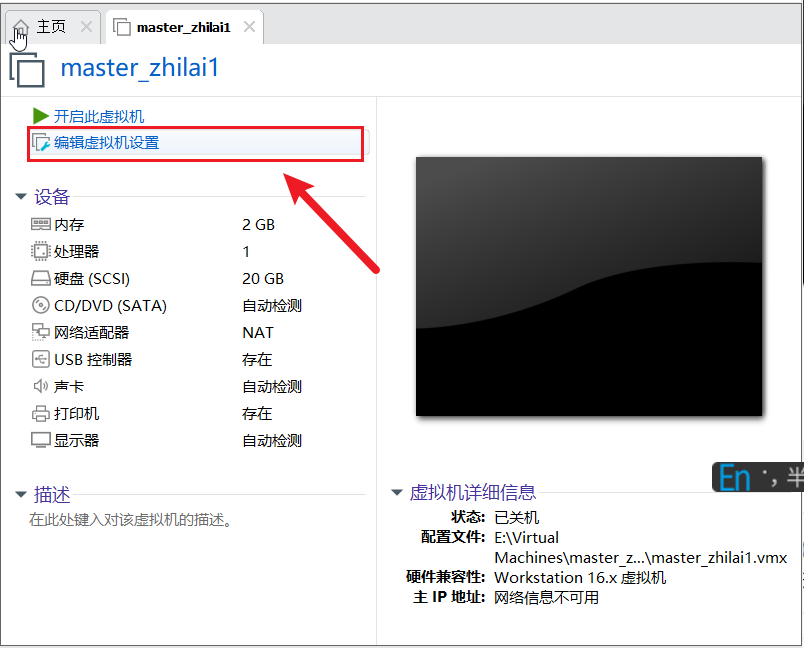 主页
master_zhilai1
master_zhilai1
开启此虚拟机
编辑虚拟机设置
设备
内存 2 GB
处理器 1
硬盘 (SCSI) 20 GB
CD/DVD (SATA) 自动检测
网络适配器 NAT
USB 控制器 存在
声卡 自动检测
打印机 存在
显示器 自动检测
描述
在此处键入对该虚拟机的描述。
En ·, 半
虚拟机详细信息
状态: 已关机
配置文件: E:\Virtual
Machines\master_z...\master_zhilai1.vmx
硬件兼容性: Workstation 16.x 虚拟机
主 IP 地址: 网络信息不可用